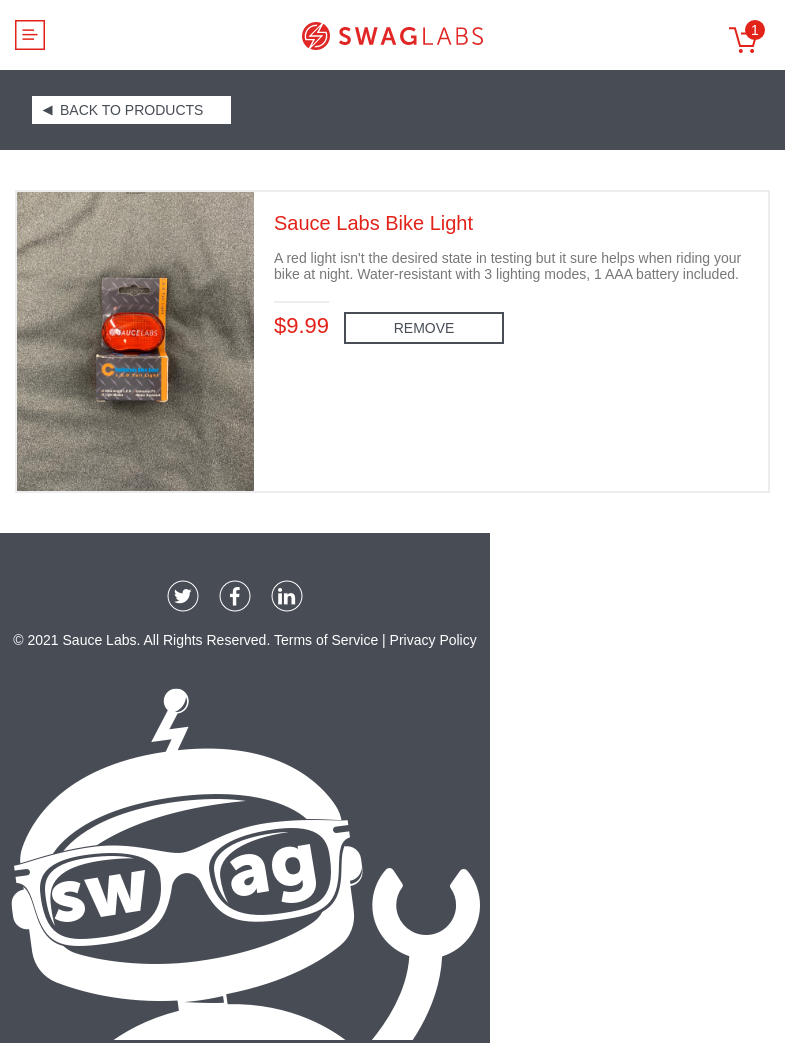 SWAGLABS
1
◄ BACK TO PRODUCTS
SAUCELABS
Sauce Labs Bike Light
A red light isn't the desired state in testing but it sure helps when riding your
bike at night. Water-resistant with 3 lighting modes, 1 AAA battery included.
$9.99
REMOVE
© 2021 Sauce Labs. All Rights Reserved. Terms of Service | Privacy Policy
swag